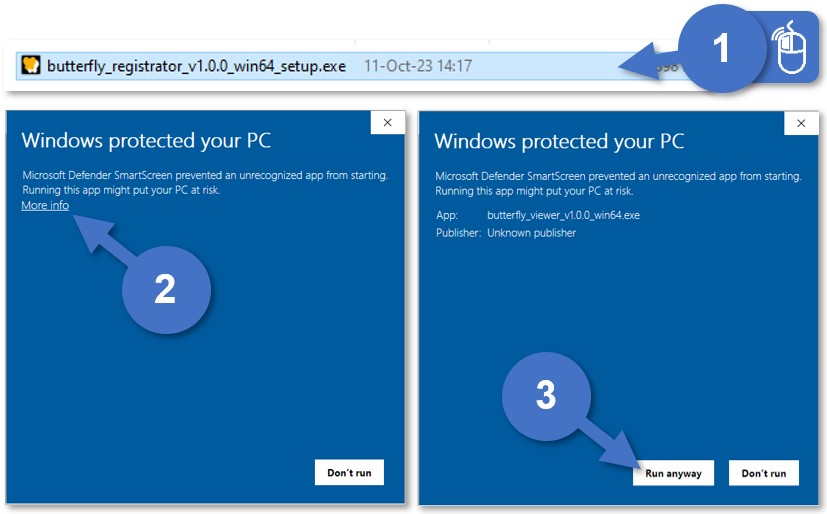 1
butterfly_registrator_v1.0.0_win64_setup.exe 11-Oct-23 14:17
Windows protected your PC
Microsoft Defender SmartScreen prevented an unrecognized app from starting.
Running this app might put your PC at risk.
More info
2
Don't run
Windows protected your PC
Microsoft Defender SmartScreen prevented an unrecognized app from starting.
Running this app might put your PC at risk.
App: butterfly_viewer_v1.0.0_win64.exe
Publisher: Unknown publisher
3
Run anyway Don't run